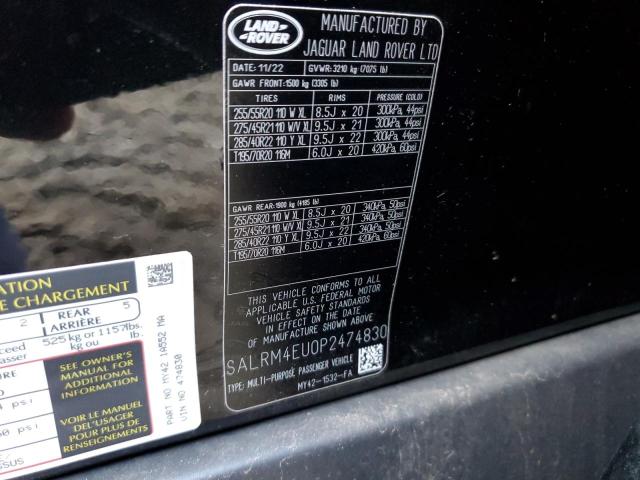 LAND
ROVER
MANUFACTURED BY
JAGUAR LAND ROVER LTD
DATE: 11/22 GVWR: 3210 kg (7075 lb)
GAWR FRONT: 1500 kg (3305 lb)
TIRES RIMS PRESSURE (COLD)
255/55R20 110 W XL 8.5J x 20 300kPa, 44psi
275/45R21 110 W/V XL 9.5J x 21 300kPa, 44psi
285/40R22 110 Y XL 9.5J x 22 300kPa, 44psi
T195/70R20 116M 6.0J x 20 420kPa, 60psi
GAWR REAR: 1900 kg (4185 lb)
255/55R20 110 W XL 8.5J x 20 340kPa, 50psi
275/45R21 110 W/V XL 9.5J x 21 340kPa, 50psi
285/40R22 110 Y XL 9.5J x 22 340kPa, 50psi
T195/70R20 116M 6.0J x 20 420kPa, 60psi
THIS VEHICLE CONFORMS TO ALL
APPLICABLE U.S. FEDERAL MOTOR
VEHICLE SAFETY STANDARDS
IN EFFECT ON THE DATE OF
MANUFACTURE SHOWN ABOVE.
SALRM4EU0P2474830
TYPE: MULTI-PURPOSE PASSENGER VEHICLE
MY42-1532-FA
CHARGEMENT
2 REAR 5
ARRIÈRE
525 kg or 1157lbs.
kg ou lb.
SEE OWNER'S
MANUAL FOR
ADDITIONAL
INFORMATION
psi
VOIR LE MANUEL
DE L'USAGER
POUR PLUS DE
RENSEIGNEMENTS
PART NO MY42 1A552 MA
VIN NO. 474830